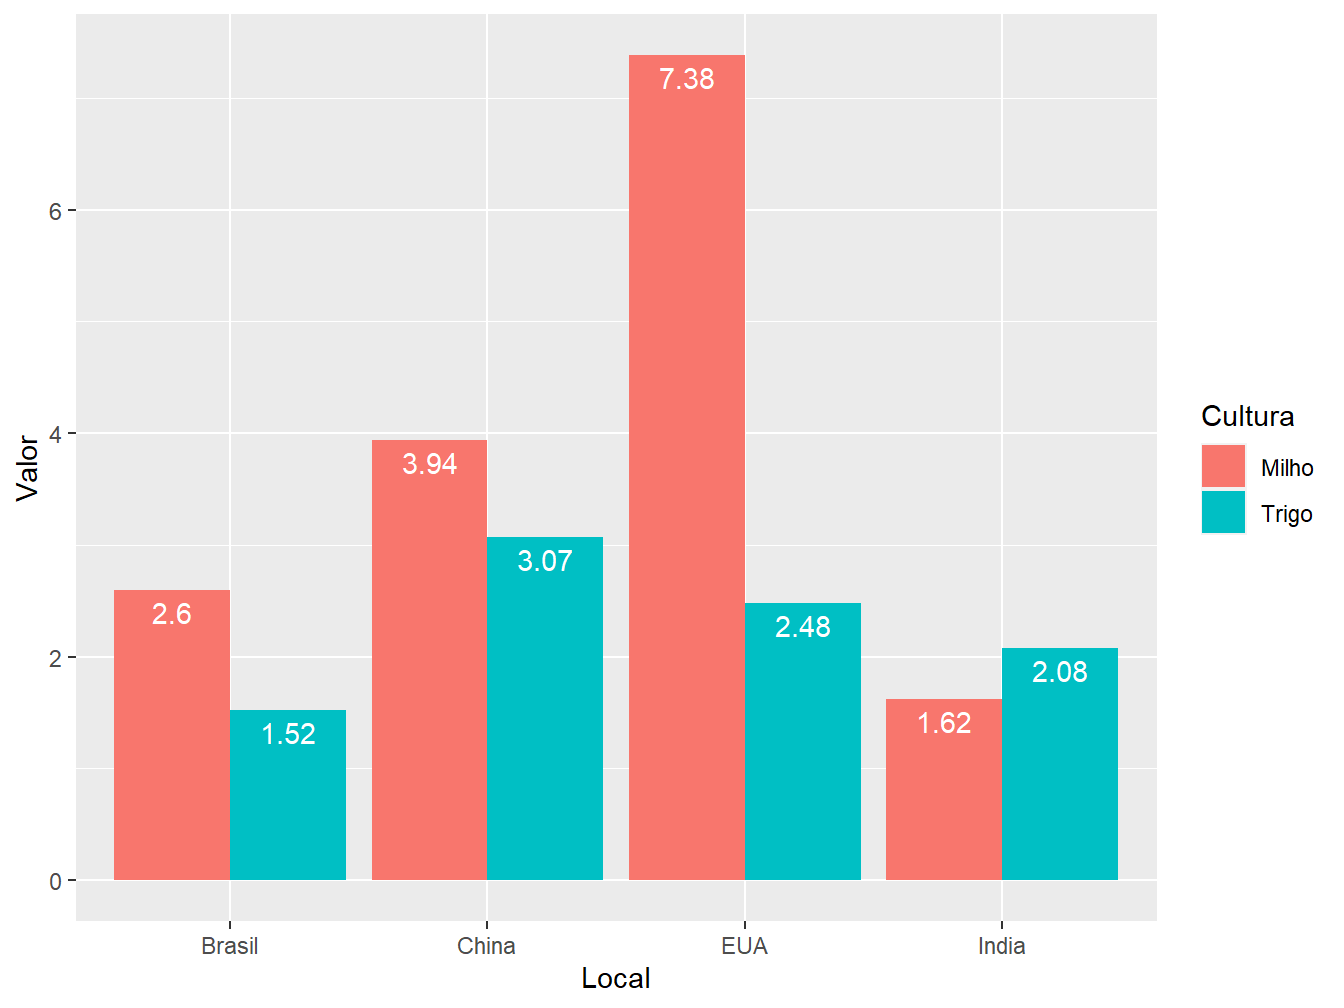 7.38
6
Cultura
4
Milho
3.94
Valor
Trigo
3.07
2.6
2.48
2
2.08
1.62
1.52
0
Brasil China EUA India
Local